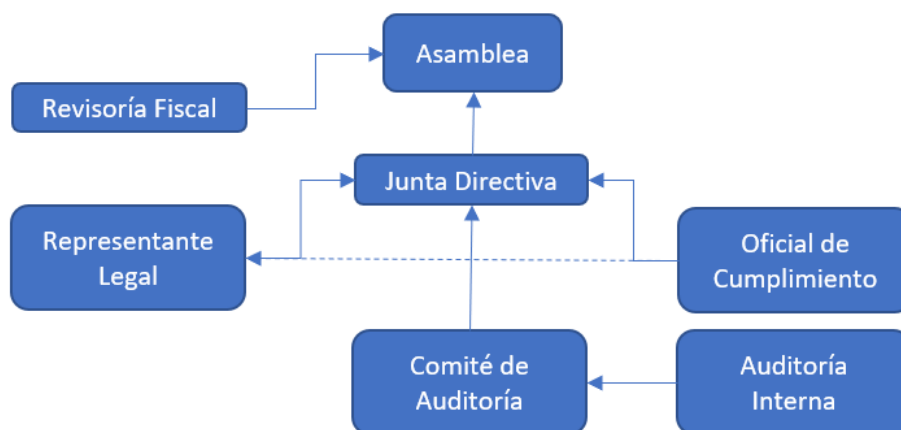 Asamblea
Revisoría Fiscal
Junta Directiva
Representante
Legal
Oficial de
Cumplimiento
Comité de
Auditoría
Auditoría
Interna